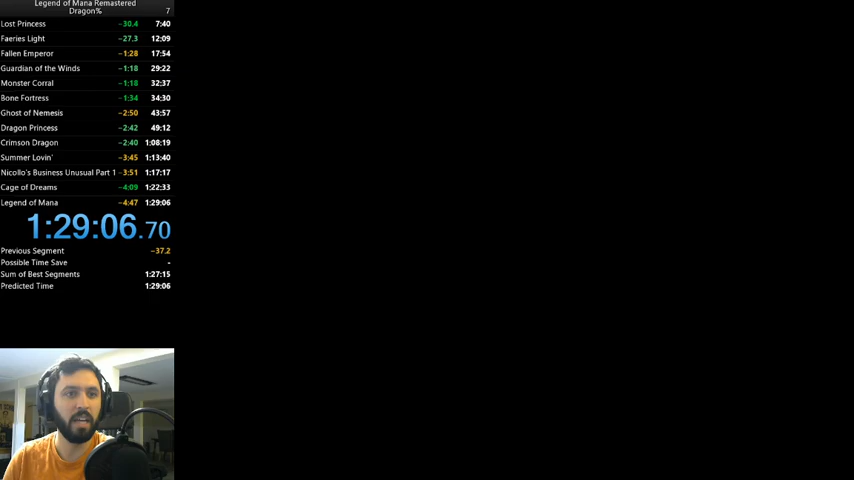 Legend of Mana Remastered
Dragon% 7
Lost Princess -30.4 7:40
Faeries Light -27.3 12:09
Fallen Emperor -1:28 17:54
Guardian of the Winds -1:18 29:22
Monster Corral -1:18 32:37
Bone Fortress -1:34 34:30
Ghost of Nemesis -2:50 43:57
Dragon Princess -2:42 49:12
Crimson Dragon -2:40 1:08:19
Summer Lovin' -3:45 1:13:40
Nicollo's Business Unusual Part 1 -3:51 1:17:17
Cage of Dreams -4:09 1:22:33
Legend of Mana -4:47 1:29:06
1:29:06.70
Previous Segment -37.2
Possible Time Save -
Sum of Best Segments 1:27:15
Predicted Time 1:29:06